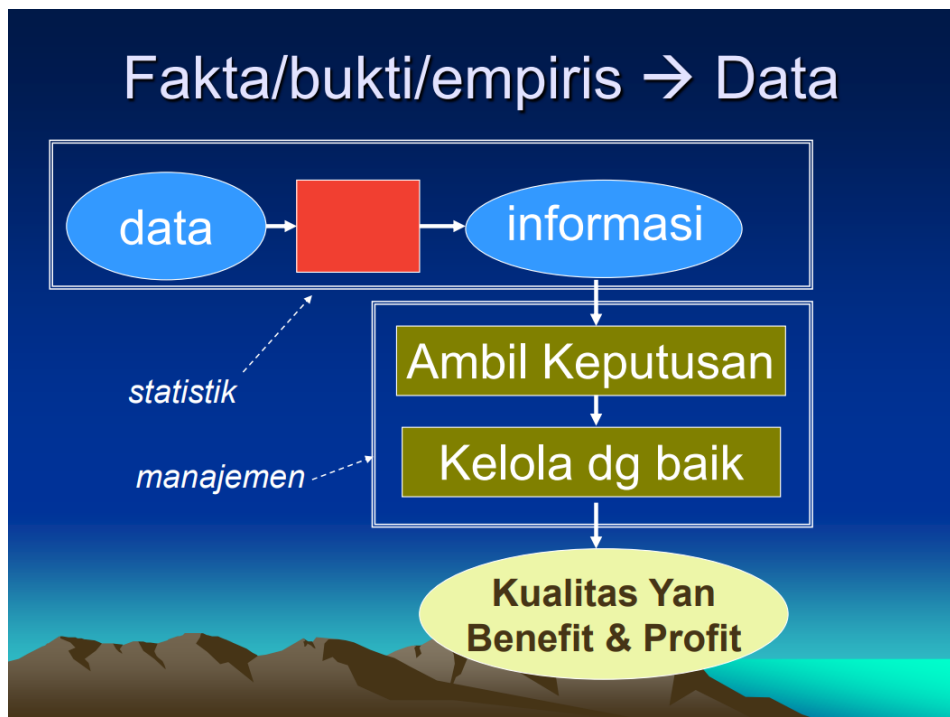 Fakta/bukti/empiris → Data
data
informasi
Ambil Keputusan
statistik
Kelola dg baik
manajemen
Kualitas Yan
Benefit & Profit